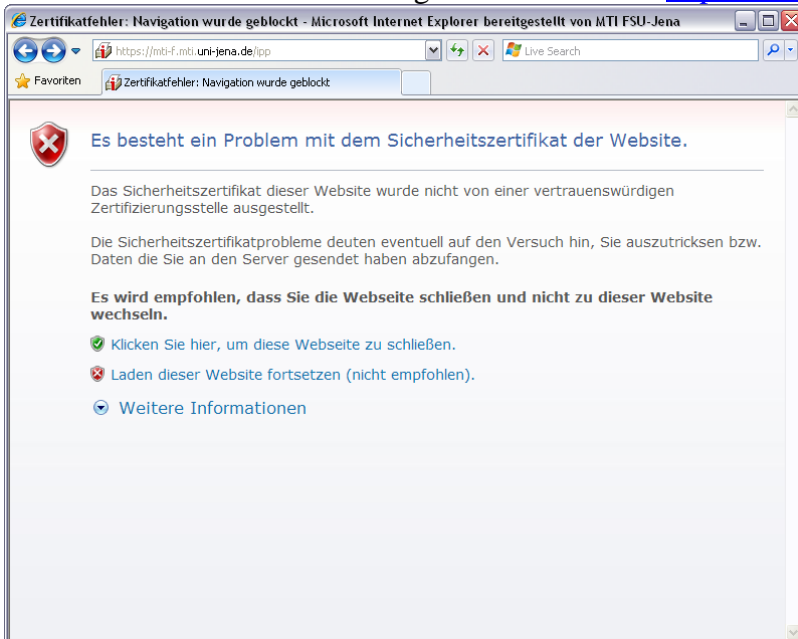 Zertifikatfehler: Navigation wurde geblockt - Microsoft Internet Explorer bereitgestellt von MTI FSU-Jena
https://mti-f.mti.uni-jena.de/ipp
Live Search
Favoriten
Zertifikatfehler: Navigation wurde geblockt
Es besteht ein Problem mit dem Sicherheitszertifikat der Website.
Das Sicherheitszertifikat dieser Website wurde nicht von einer vertrauenswürdigen
Zertifizierungsstelle ausgestellt.
Die Sicherheitszertifikatprobleme deuten eventuell auf den Versuch hin, Sie auszutricksen bzw.
Daten die Sie an den Server gesendet haben abzufangen.
Es wird empfohlen, dass Sie die Webseite schließen und nicht zu dieser Website
wechseln.
Klicken Sie hier, um diese Webseite zu schließen.
Laden dieser Website fortsetzen (nicht empfohlen).
Weitere Informationen